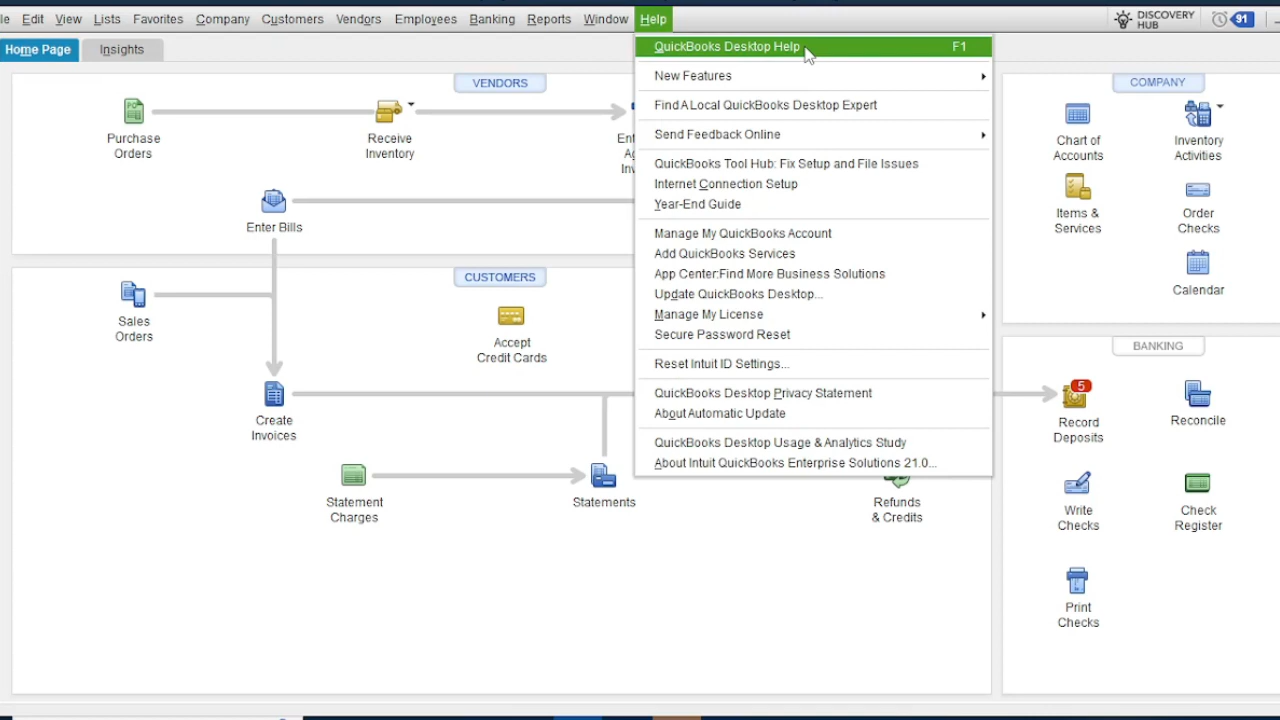 le Edit View Lists Favorites Company Customers Vendors Employees Banking Reports Window Help
DISCOVERY
HUB
91
Home Page
Insights
QuickBooks Desktop Help F1
New Features
Find A Local QuickBooks Desktop Expert
Send Feedback Online
QuickBooks Tool Hub: Fix Setup and File Issues
Internet Connection Setup
Year-End Guide
Manage My QuickBooks Account
Add QuickBooks Services
App Center:Find More Business Solutions
Update QuickBooks Desktop...
Manage My License
Secure Password Reset
Reset Intuit ID Settings...
QuickBooks Desktop Privacy Statement
About Automatic Update
QuickBooks Desktop Usage & Analytics Study
About Intuit QuickBooks Enterprise Solutions 21.0...
VENDORS
PO
Purchase
Orders
Receive
Inventory
Ent
Ag
Inv
Enter Bills
CUSTOMERS
Sales
Orders
Accept
Credit Cards
Create
Invoices
Statement
Charges
Statements
Refunds
& Credits
COMPANY
Chart of
Accounts
Inventory
Activities
Items &
Services
Order
Checks
Calendar
BANKING
5
Record
Deposits
Reconcile
Write
Checks
Check
Register
Print
Checks